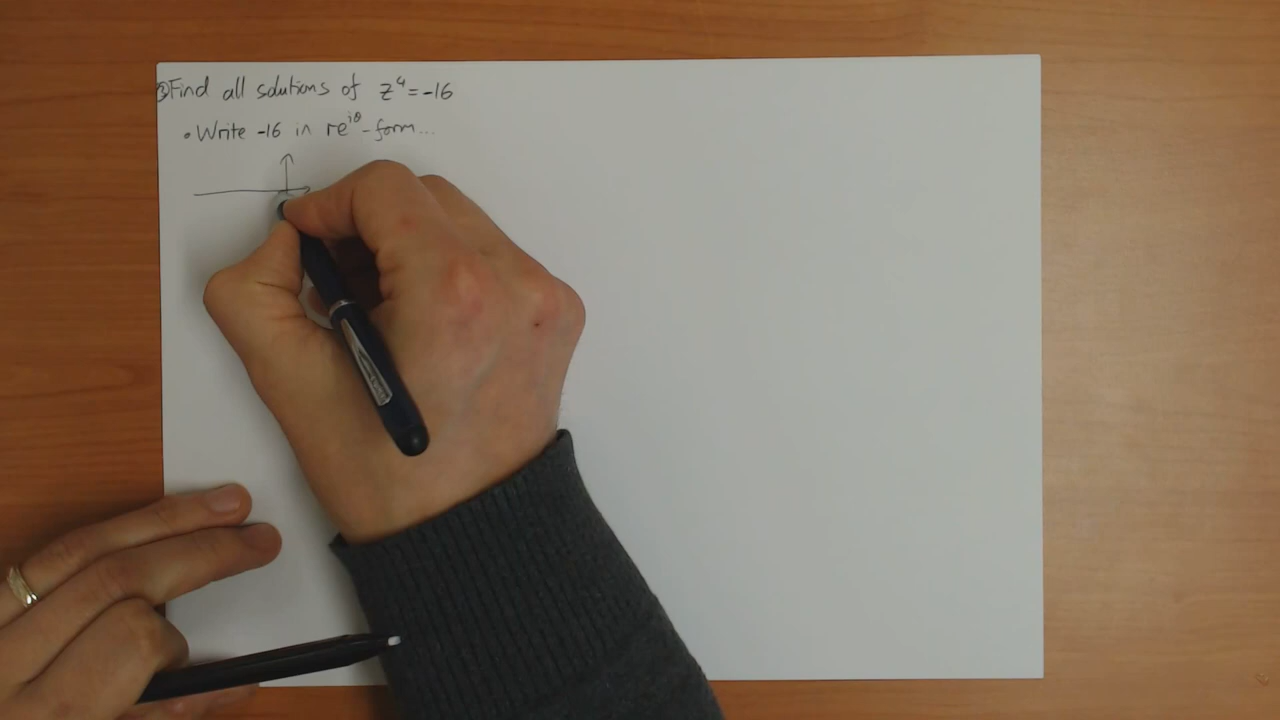 ③Find all solutions of z⁴=-16
• Write -16 in re^{iθ}-form...